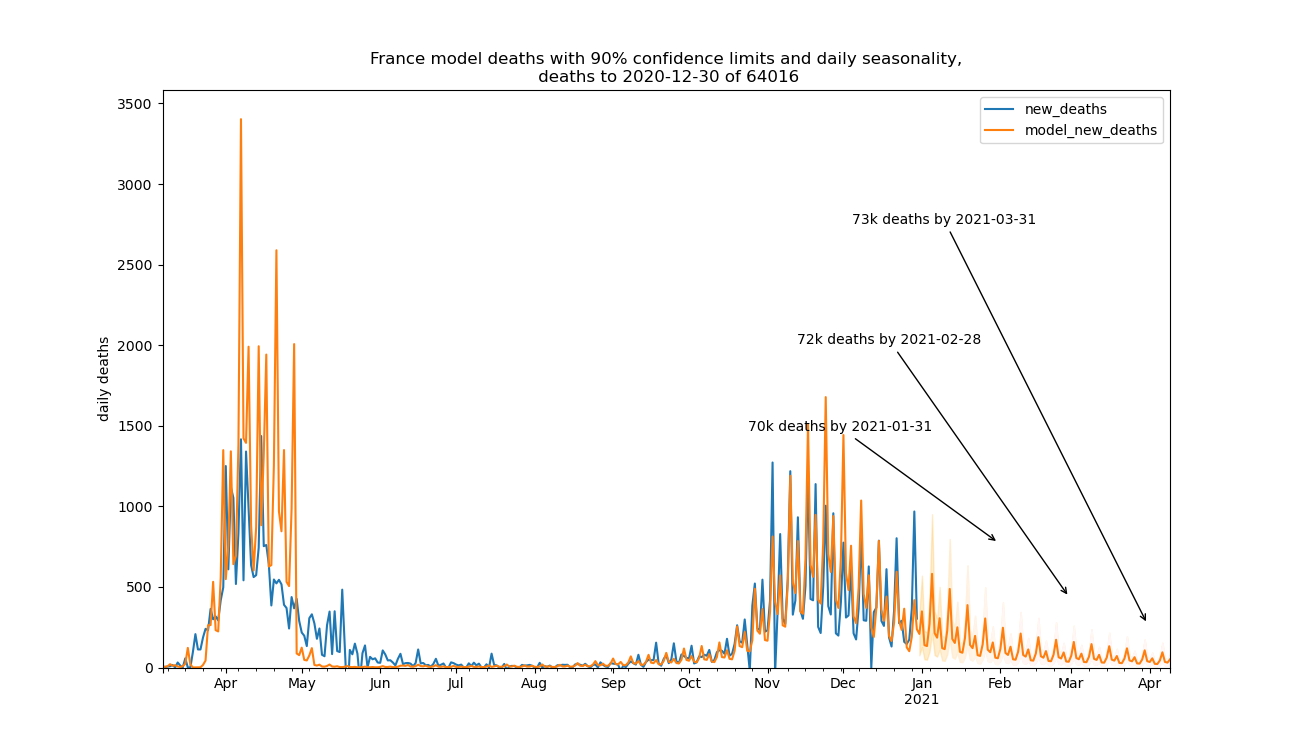 France model deaths with 90% confidence limits and daily seasonality,
deaths to 2020-12-30 of 64016
3500
3000
2500
2000
1500
1000
500
0
daily deaths
new_deaths
model_new_deaths
73k deaths by 2021-03-31
72k deaths by 2021-02-28
70k deaths by 2021-01-31
Apr May Jun Jul Aug Sep Oct Nov Dec Jan Feb Mar Apr
2021